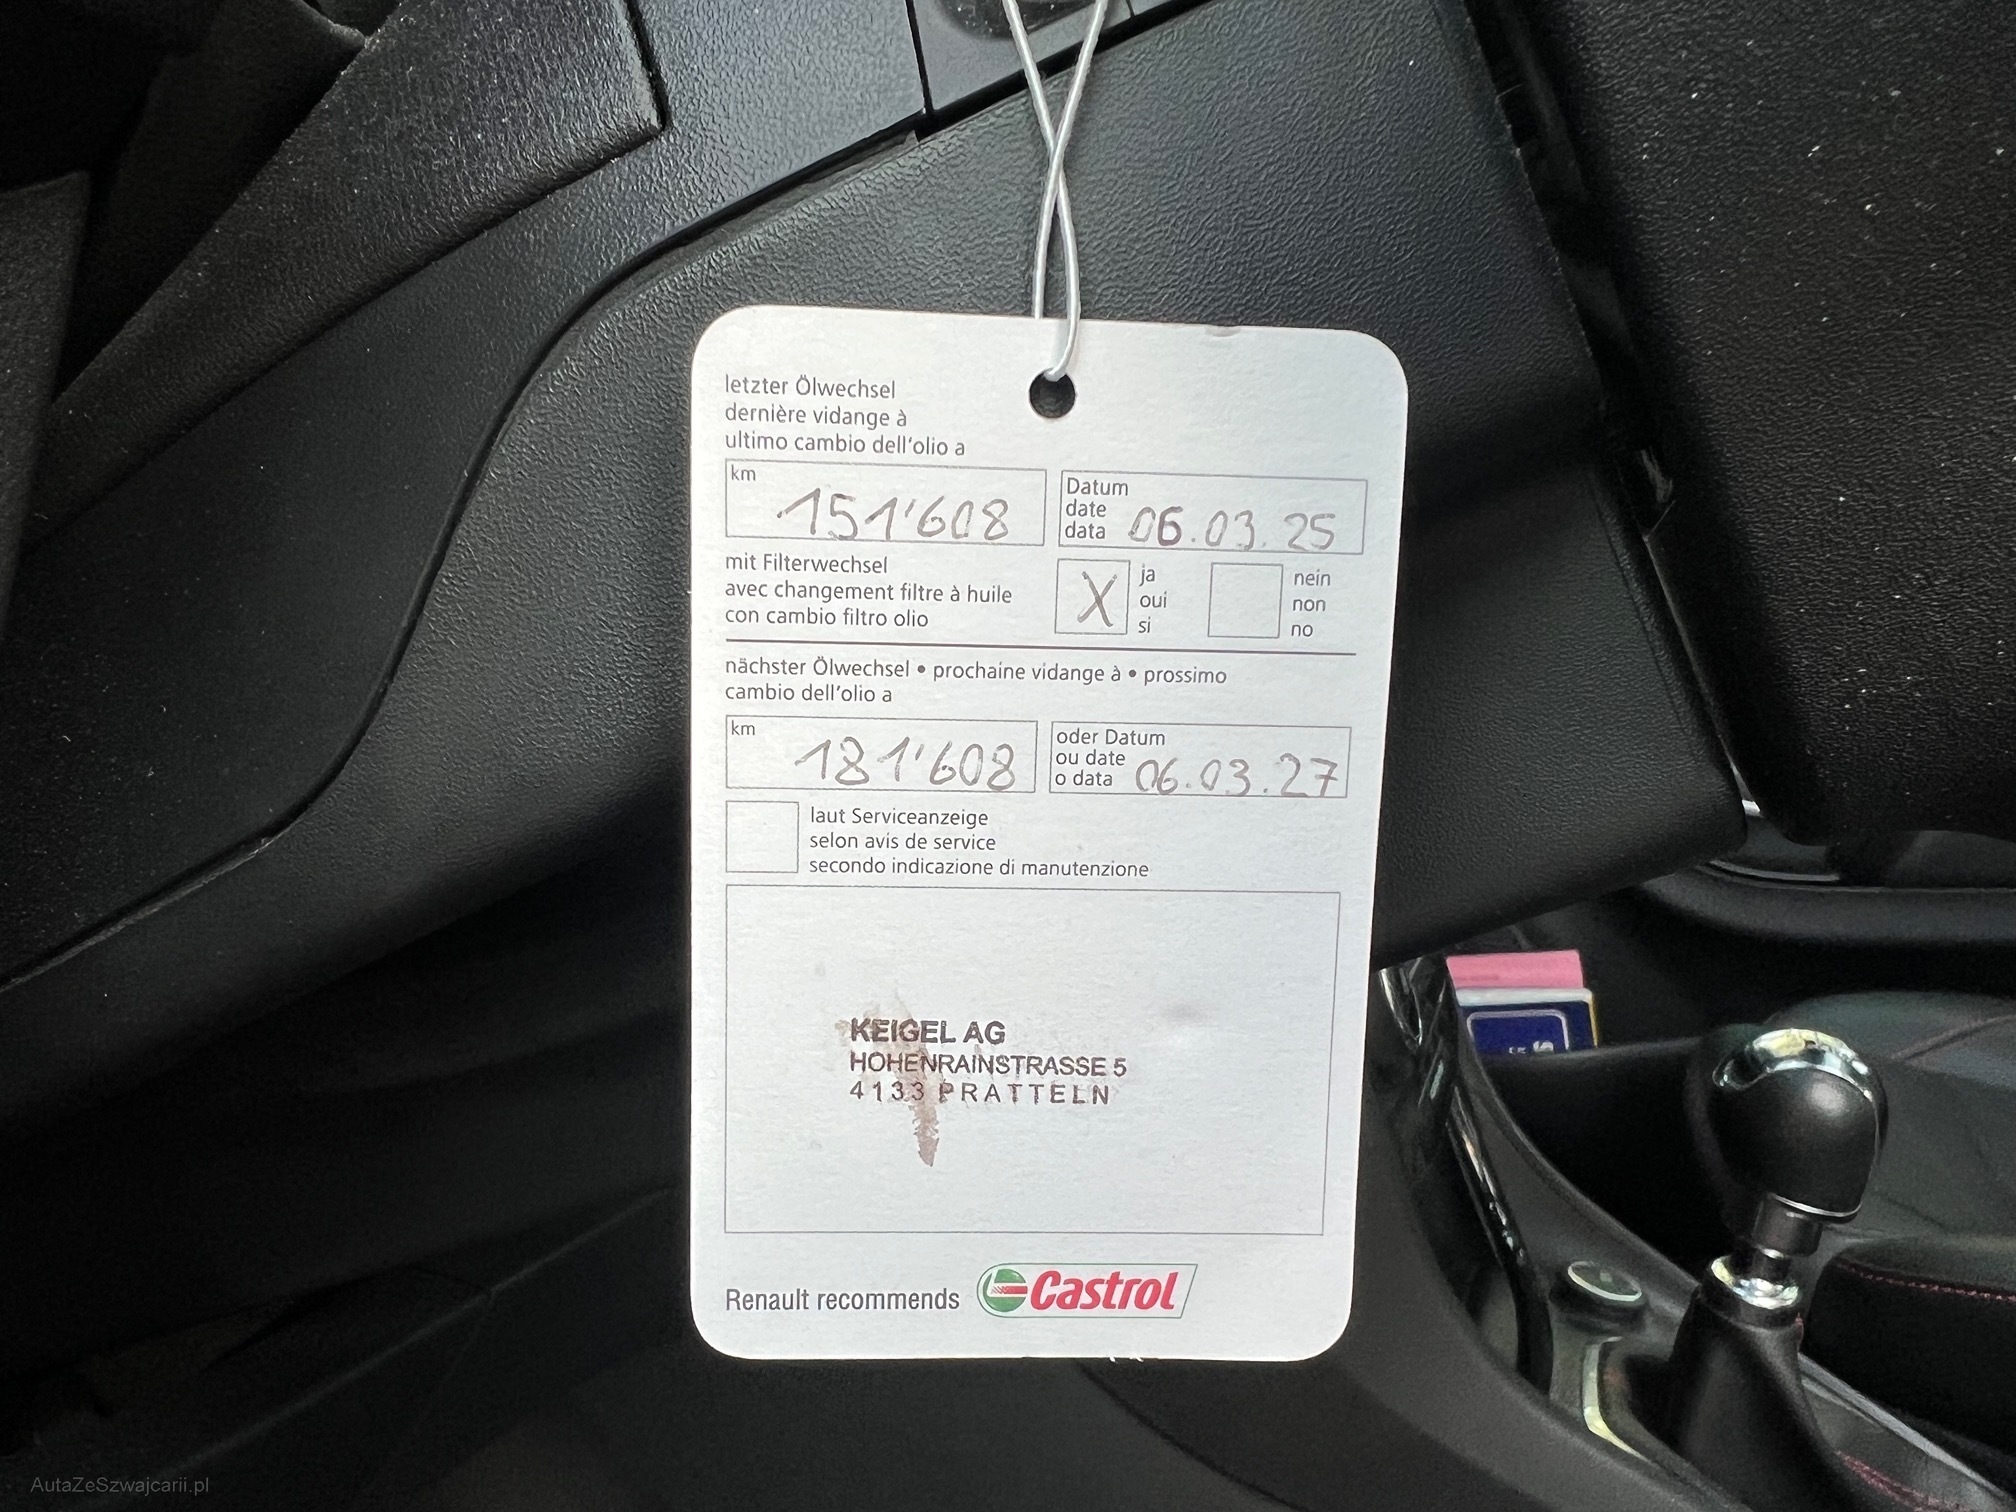 letzter Ölwechsel
dernière vidange à
ultimo cambio dell'olio a
km 151'608
Datum
date
data 06.03.25
mit Filterwechsel
avec changement filtre à huile
con cambio filtro olio
X
ja
oui
si
nein
non
no
nächster Ölwechsel • prochaine vidange à • prossimo
cambio dell'olio a
km 181'608
oder Datum
ou date
o data 06.03.27
laut Serviceanzeige
selon avis de service
secondo indicazione di manutenzione
KEIGEL AG
HOHENRAINSTRASSE 5
4133 PRATTELN
Renault recommends Castrol
AutaZeSzwajcarii.pl